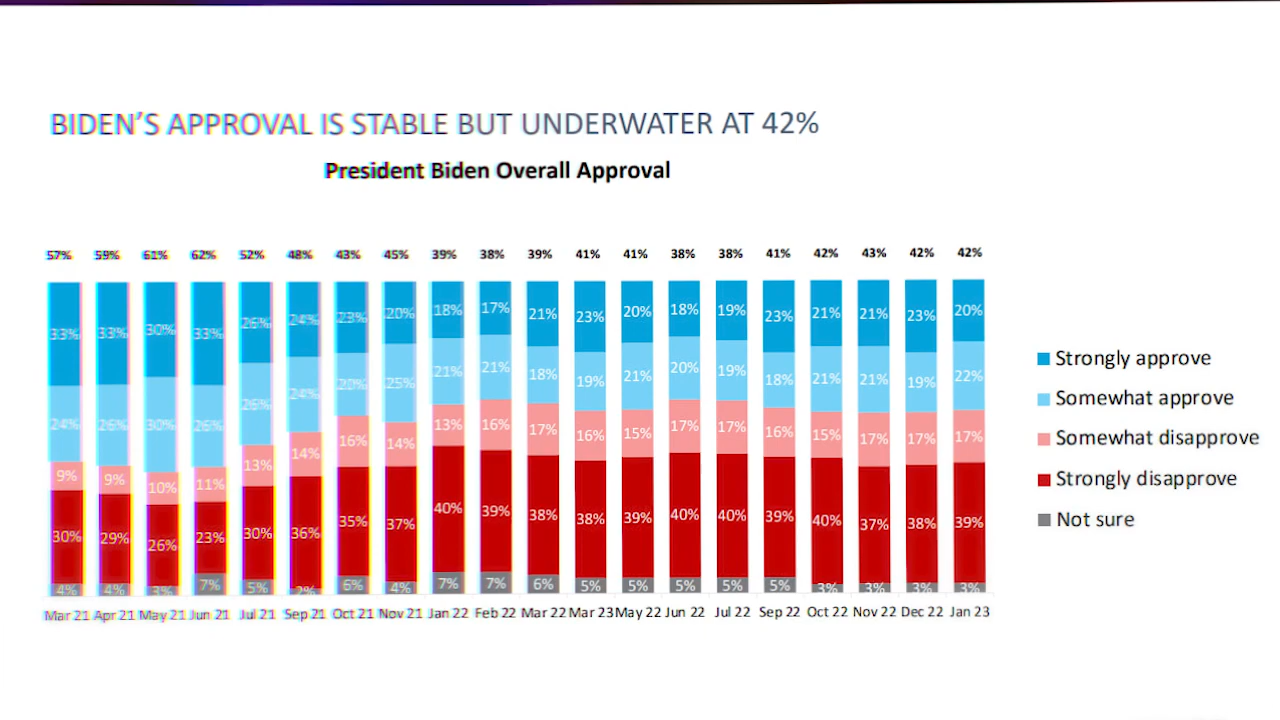 BIDEN'S APPROVAL IS STABLE BUT UNDERWATER AT 42%
President Biden Overall Approval
57% 59% 61% 62% 52% 48% 43% 45% 39% 38% 39% 41% 41% 38% 38% 41% 42% 43% 42% 42%
33% 33% 30% 33% 26% 24% 23% 20% 18% 17% 21% 23% 20% 18% 19% 23% 21% 21% 23% 20%
24% 26% 30% 26% 26% 24% 20% 25% 21% 21% 18% 19% 21% 20% 19% 18% 21% 21% 19% 22%
9% 9% 10% 11% 13% 14% 16% 14% 13% 16% 17% 16% 15% 17% 17% 16% 15% 17% 17% 17%
30% 29% 26% 23% 30% 36% 35% 37% 40% 39% 38% 38% 39% 40% 40% 39% 40% 37% 38% 39%
4% 4% 3% 7% 5% 2% 6% 4% 7% 7% 6% 5% 5% 5% 5% 5% 3% 3% 3% 3%
Mar 21 Apr 21 May 21 Jun 21 Jul 21 Sep 21 Oct 21 Nov 21 Jan 22 Feb 22 Mar 22 Mar 23 May 22 Jun 22 Jul 22 Sep 22 Oct 22 Nov 22 Dec 22 Jan 23
Strongly approve
Somewhat approve
Somewhat disapprove
Strongly disapprove
Not sure